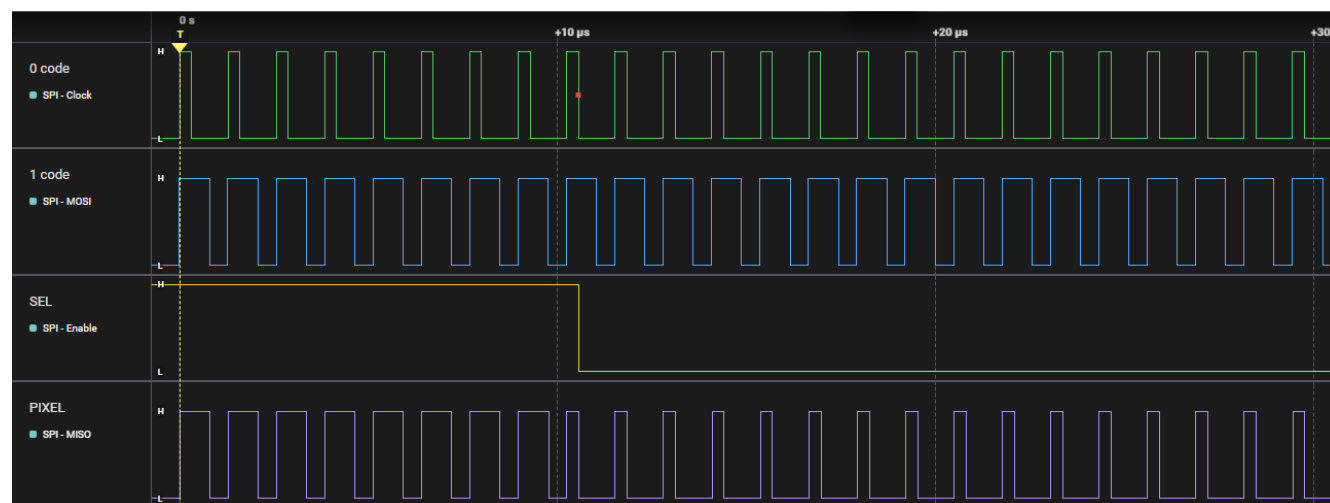 0 s
T
+10 µs
+20 µs
+30
0 code
SPI - Clock
H
L
1 code
SPI - MOSI
H
L
SEL
SPI - Enable
H
L
PIXEL
SPI - MISO
H
L